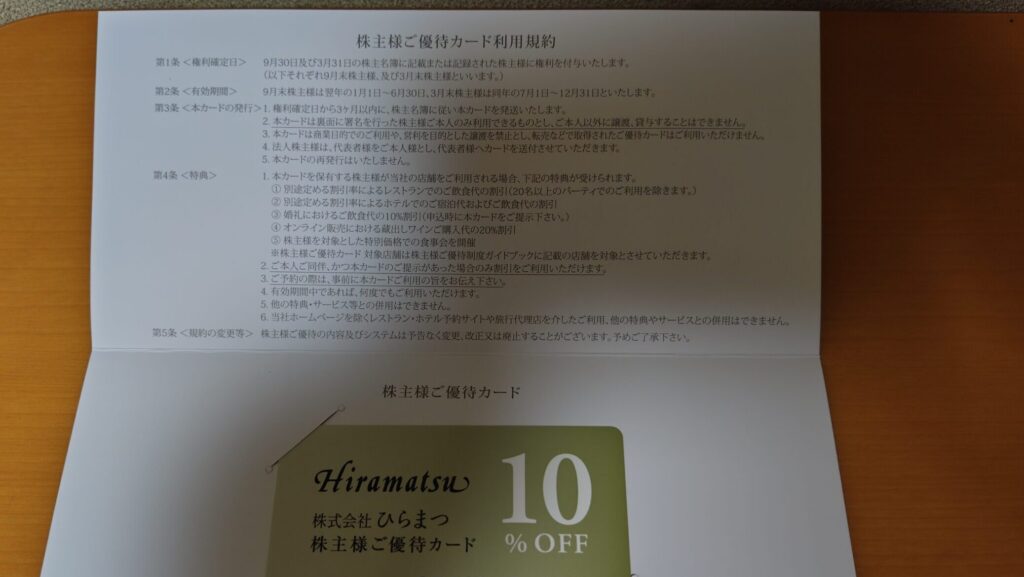 株主様ご優待カード利用規約
第1条 <権利確定日> 9月30日及び3月31日の株主名簿に記載または記録された株主様に権利を付与いたします。
(以下それぞれ9月末株主様、及び3月末株主様といいます。)
第2条 <有効期間> 9月末株主様は翌年の1月1日～6月30日、3月末株主様は同年の7月1日～12月31日といたします。
第3条 <本カードの発行> 1. 権利確定日から3ヶ月以内に、株主名簿に従い本カードを発送いたします。
2. 本カードは裏面に署名を行った株主様ご本人のみ利用できるものとし、ご本人以外に譲渡、貸与することはできません。
3. 本カードは商業目的でのご利用や、営利を目的とした譲渡を禁止とし、転売などで取得されたご優待カードはご利用いただけません。
4. 法人株主様は、代表者様をご本人様とし、代表者様へカードを送付させていただきます。
5. 本カードの再発行はいたしません。
第4条 <特典> 1. 本カードを保有する株主様が当社の店舗をご利用される場合、下記の特典が受けられます。
① 別途定める割引率によるレストランでのご飲食代の割引(20名以上のパーティでのご利用を除きます。)
② 別途定める割引率によるホテルでのご宿泊代およびご飲食代の割引
③ 婚礼におけるご飲食代の10%割引(申込時に本カードをご提示下さい。)
④ オンライン販売における蔵出しワインご購入代の20%割引
⑤ 株主様を対象とした特別価格での食事会を開催
※株主様ご優待カード 対象店舗は株主様ご優待制度ガイドブックに記載の店舗を対象とさせていただきます。
2. ご本人ご同伴、かつ本カードのご提示があった場合のみ割引をご利用いただけます。
3. ご予約の際は、事前に本カードご利用の旨をお伝え下さい。
4. 有効期間中であれば、何度でもご利用いただけます。
5. 他の特典・サービス等との併用はできません。
6. 当社ホームページを除くレストラン・ホテル予約サイトや旅行代理店を介したご利用、他の特典やサービスとの併用はできません。
第5条 <規約の変更等> 株主様ご優待の内容及びシステムは予告なく変更、改正又は廃止することがございます。予めご了承下さい。
株主様ご優待カード
Hiramatsu
株式会社 ひらまつ
株主様ご優待カード
10
% OFF